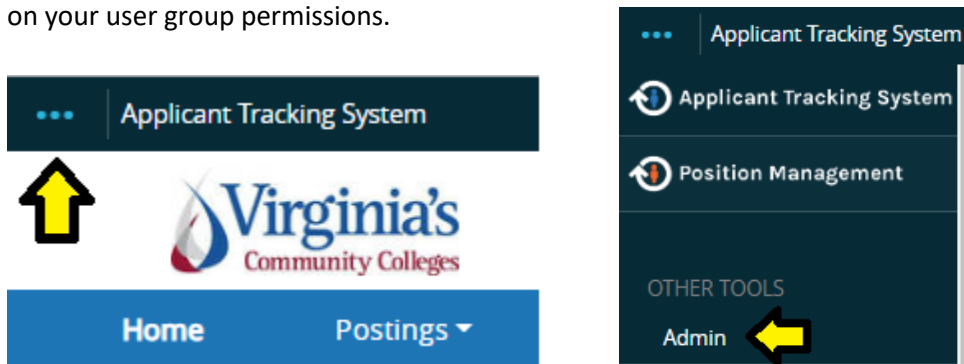 on your user group permissions.
••• Applicant Tracking System
Virginia's
Community Colleges
Home Postings
••• Applicant Tracking System
Applicant Tracking System
Position Management
OTHER TOOLS
Admin